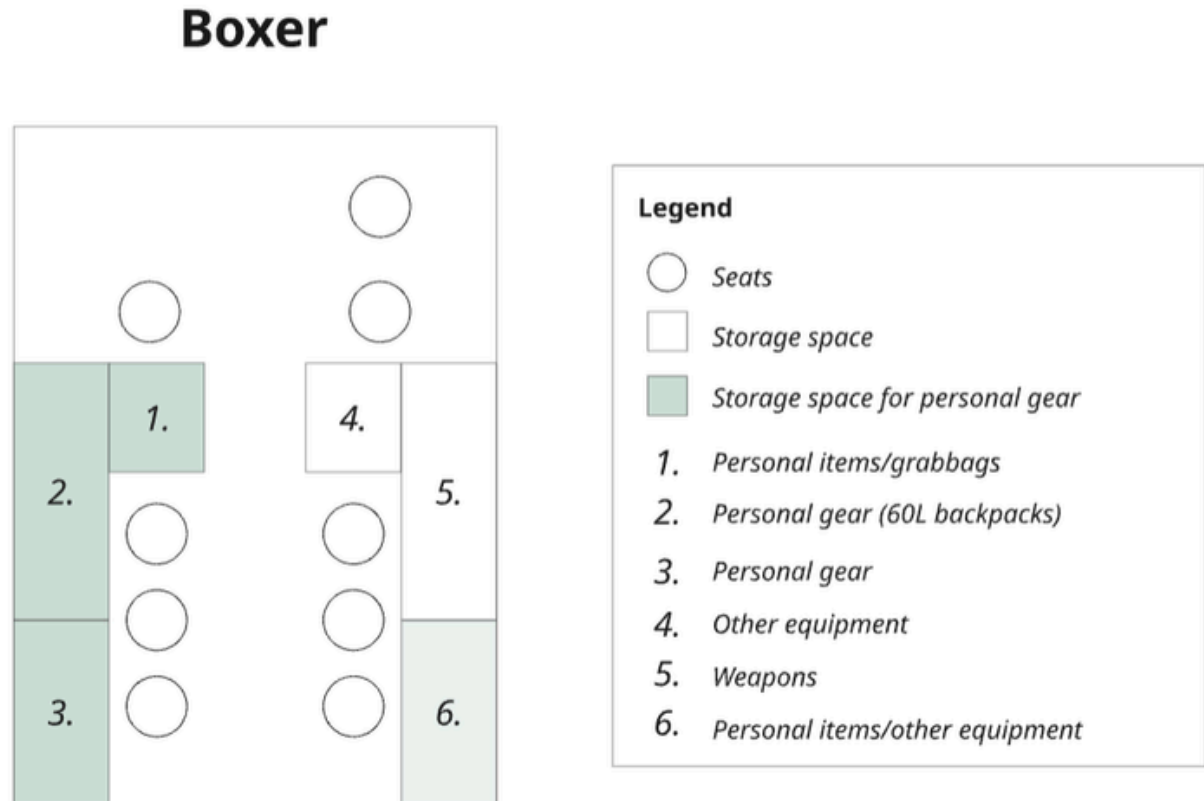 Boxer
1.
2.
3.
4.
5.
6.
Legend
Seats
Storage space
Storage space for personal gear
1. Personal items/grabbags
2. Personal gear (60L backpacks)
3. Personal gear
4. Other equipment
5. Weapons
6. Personal items/other equipment